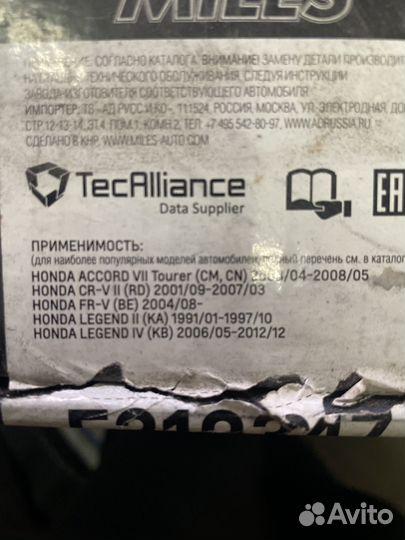 MILES
ПРИМЕНЕНИЕ: СОГЛАСНО КАТАЛОГА. ВНИМАНИЕ! ЗАМЕНУ ДЕТАЛИ ПРОИЗВОДИТ
ТЕХНИЧЕСКОГО ОБСЛУЖИВАНИЯ, СЛЕДУЯ ИНСТРУКЦИИ
ЗАВОДА-ИЗГОТОВИТЕЛЯ СООТВЕТСТВУЮЩЕГО АВТОМОБИЛЯ
ИМПОРТЕР: ТВ «АД РУСС И КО», 111524, РОССИЯ, МОСКВА, УЛ. ЭЛЕКТРОДНАЯ, ДО
СТР. 12-13-14, ЭТ.4, ПОМ.1, КОМН.2, ТЕЛ. +7 495 542-80-97, WWW.ADRUSSIA.RU
СДЕЛАНО В КНР. WWW.MILES-AUTO.COM
TecAlliance
Data Supplier
EAC
ПРИМЕНИМОСТЬ:
(для наиболее популярных моделей автомобилей, перечень см. в катало
HONDA ACCORD VII Tourer (CM, CN) /04-2008/05
HONDA CR-V II (RD) 2001/09-2007/03
HONDA FR-V (BE) 2004/08-
HONDA LEGEND II (KA) 1991/01-1997/10
HONDA LEGEND IV (KB) 2006/05-2012/12
Avito